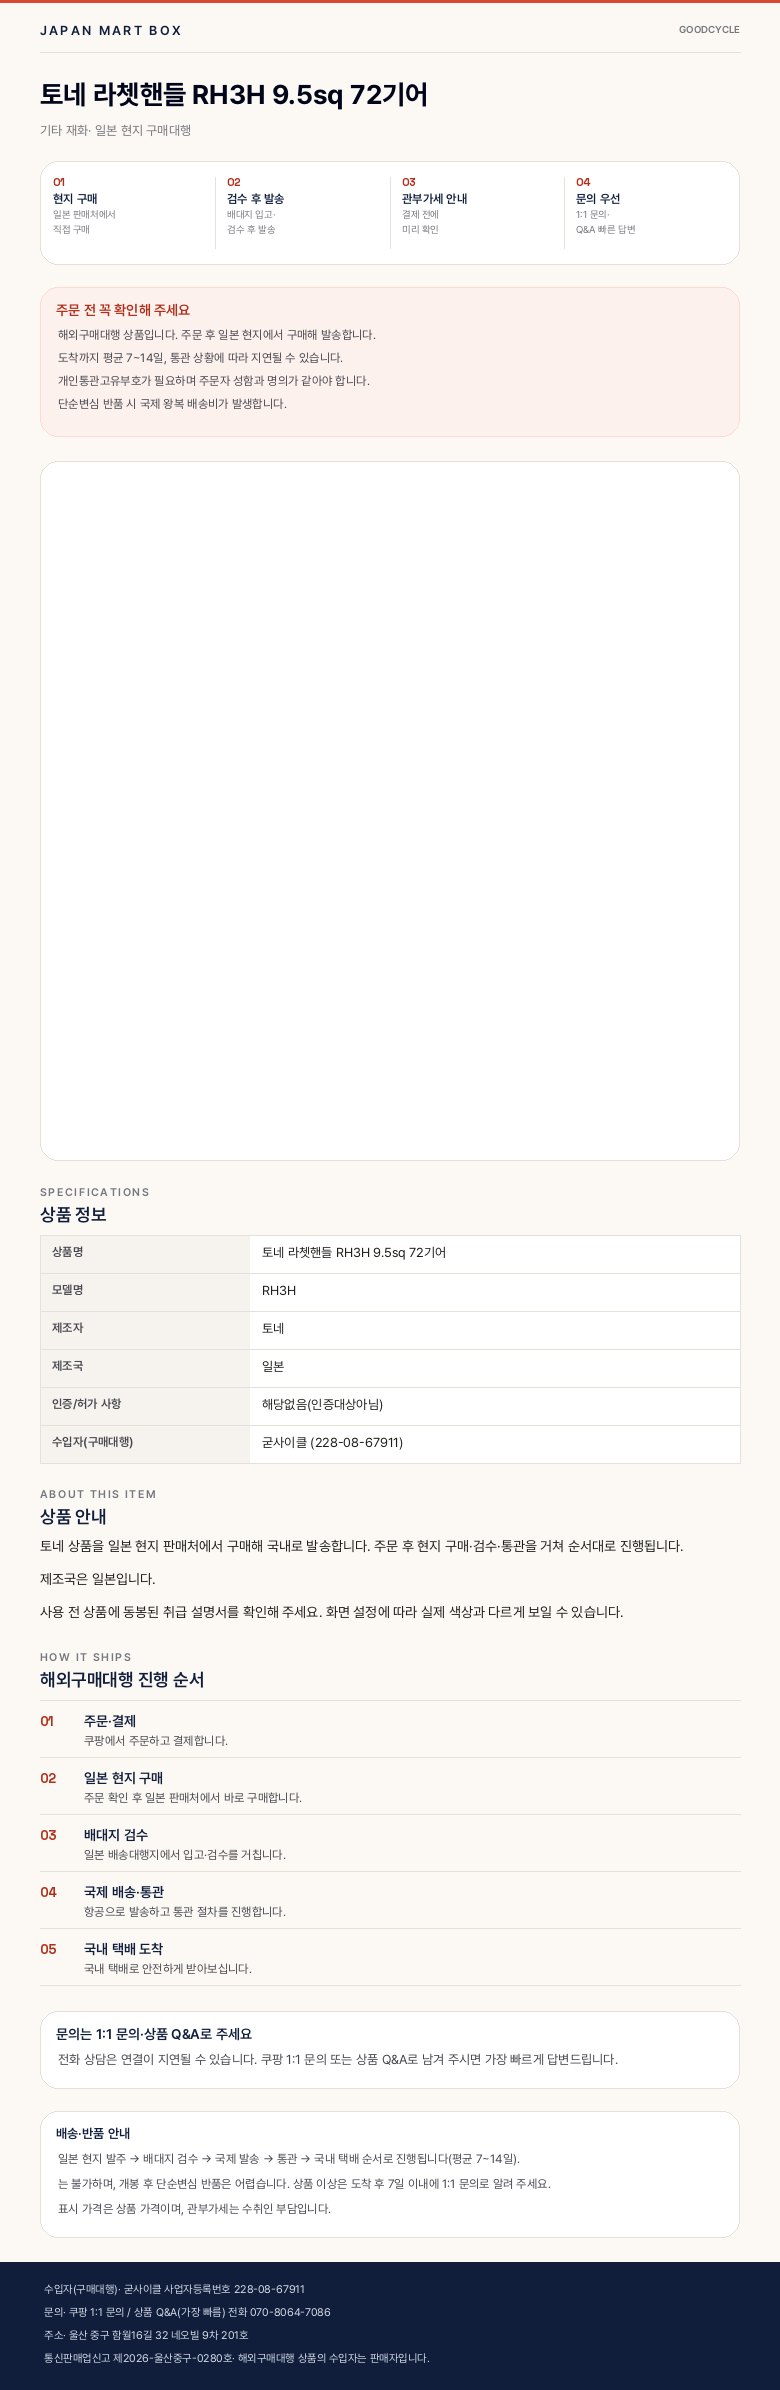 JAPAN MART BOX
GOODCYCLE
토네 라쳇핸들 RH3H 9.5sq 72기어
기타 재화· 일본 현지 구매대행
01
현지 구매
일본 판매처에서
직접 구매
02
검수 후 발송
배대지 입고·
검수 후 발송
03
관부가세 안내
결제 전에
미리 확인
04
문의 우선
1:1 문의·
Q&A 빠른 답변
주문 전 꼭 확인해 주세요
해외구매대행 상품입니다. 주문 후 일본 현지에서 구매해 발송합니다.
도착까지 평균 7~14일, 통관 상황에 따라 지연될 수 있습니다.
개인통관고유부호가 필요하며 주문자 성함과 명의가 같아야 합니다.
단순변심 반품 시 국제 왕복 배송비가 발생합니다.
SPECIFICATIONS
상품 정보
상품명 토네 라쳇핸들 RH3H 9.5sq 72기어
모델명 RH3H
제조자 토네
제조국 일본
인증/허가 사항 해당없음(인증대상아님)
수입자(구매대행) 굳사이클 (228-08-67911)
ABOUT THIS ITEM
상품 안내
토네 상품을 일본 현지 판매처에서 구매해 국내로 발송합니다. 주문 후 현지 구매·검수·통관을 거쳐 순서대로 진행됩니다.
제조국은 일본입니다.
사용 전 상품에 동봉된 취급 설명서를 확인해 주세요. 화면 설정에 따라 실제 색상과 다르게 보일 수 있습니다.
HOW IT SHIPS
해외구매대행 진행 순서
01 주문·결제
쿠팡에서 주문하고 결제합니다.
02 일본 현지 구매
주문 확인 후 일본 판매처에서 바로 구매합니다.
03 배대지 검수
일본 배송대행지에서 입고·검수를 거칩니다.
04 국제 배송·통관
항공으로 발송하고 통관 절차를 진행합니다.
05 국내 택배 도착
국내 택배로 안전하게 받아보십니다.
문의는 1:1 문의·상품 Q&A로 주세요
전화 상담은 연결이 지연될 수 있습니다. 쿠팡 1:1 문의 또는 상품 Q&A로 남겨 주시면 가장 빠르게 답변드립니다.
배송·반품 안내
일본 현지 발주 → 배대지 검수 → 국제 발송 → 통관 → 국내 택배 순서로 진행됩니다(평균 7~14일).
는 불가하며, 개봉 후 단순변심 반품은 어렵습니다. 상품 이상은 도착 후 7일 이내에 1:1 문의로 알려 주세요.
표시 가격은 상품 가격이며, 관부가세는 수취인 부담입니다.
수입자(구매대행)· 굳사이클 사업자등록번호 228-08-67911
문의· 쿠팡 1:1 문의 / 상품 Q&A(가장 빠름) 전화 070-8064-7086
주소· 울산 중구 함월16길 32 네오빌 9차 201호
통신판매업신고 제2026-울산중구-0280호· 해외구매대행 상품의 수입자는 판매자입니다.